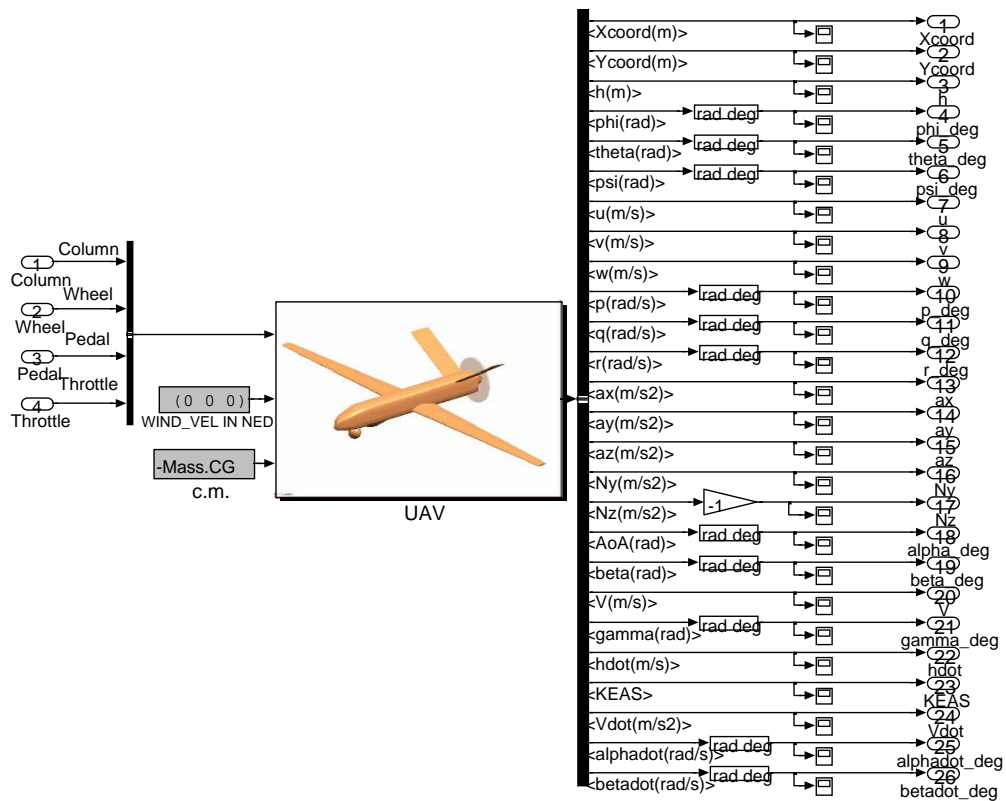 Column
1
Column
Wheel
2
Wheel
Pedal
3
Pedal
Throttle
4
Throttle
(0 0 0)
WIND_VEL IN NED
-Mass.CG
c.m.
UAV
<Xcoord(m)>
1
Xcoord
<Ycoord(m)>
2
Ycoord
<h(m)>
3
h
<phi(rad)>
rad deg
4
phi_deg
<theta(rad)>
rad deg
5
theta_deg
<psi(rad)>
rad deg
6
psi_deg
<u(m/s)>
7
u
<v(m/s)>
8
v
<w(m/s)>
9
w
<p(rad/s)>
rad deg
10
p_deg
<q(rad/s)>
rad deg
11
q_deg
<r(rad/s)>
rad deg
12
r_deg
<ax(m/s2)>
13
ax
<ay(m/s2)>
14
ay
<az(m/s2)>
15
az
<Ny(m/s2)>
16
Ny
<Nz(m/s2)>
-1
17
Nz
<AoA(rad)>
rad deg
18
alpha_deg
<beta(rad)>
rad deg
19
beta_deg
<V(m/s)>
20
V
<gamma(rad)>
rad deg
21
gamma_deg
<hdot(m/s)>
22
hdot
<KEAS>
23
KEAS
<Vdot(m/s2)>
24
Vdot
<alphadot(rad/s)>
rad deg
25
alphadot_deg
<betadot(rad/s)>
rad deg
26
betadot_deg